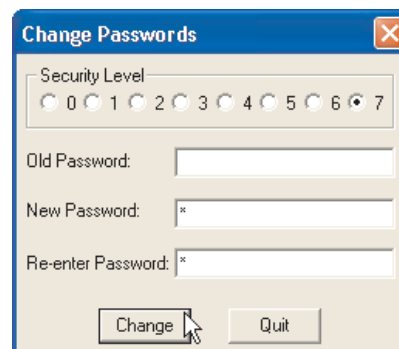 Change Passwords
Security Level
0 1 2 3 4 5 6 7
Old Password:
New Password: *
Re-enter Password: *
Change Quit